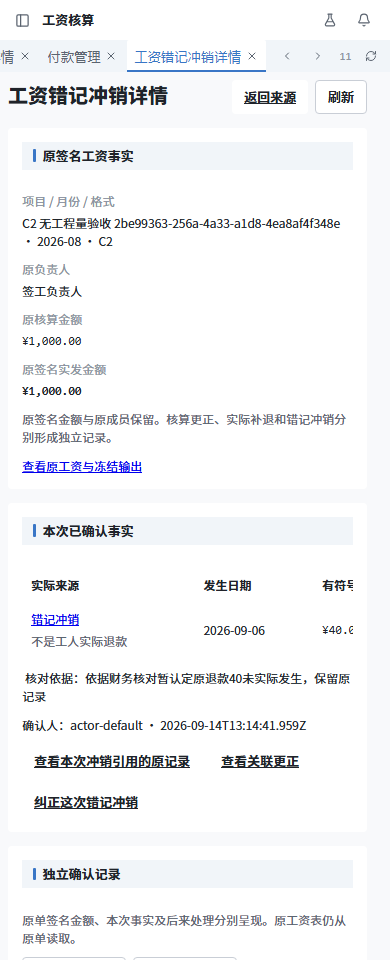 工资核算
情
付款管理
工资错记冲销详情
11
工资错记冲销详情
返回来源
刷新
原签名工资事实
项目 / 月份 / 格式
C2 无工程量验收 2be99363-256a-4a33-a1d8-4ea8af4f348e
· 2026-08 · C2
原负责人
签工负责人
原核算金额
¥1,000.00
原签名实发金额
¥1,000.00
原签名金额与原成员保留。核算更正、实际补退和错记冲销分
别形成独立记录。
查看原工资与冻结输出
本次已确认事实
实际来源 发生日期 有符号
错记冲销
不是工人实际退款
2026-09-06
¥40.0
核对依据：依据财务核对暂认定原退款40未实际发生，保留原
记录
确认人：actor-default · 2026-09-14T13:14:41.959Z
查看本次冲销引用的原记录 查看关联更正
纠正这次错记冲销
独立确认记录
原单签名金额、本次事实及后来处理分别呈现。原工资表仍从
原单读取。